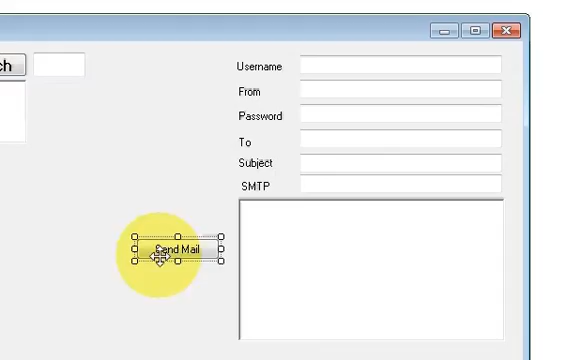 ch
Username
From
Password
To
Subject
SMTP
Send Mail